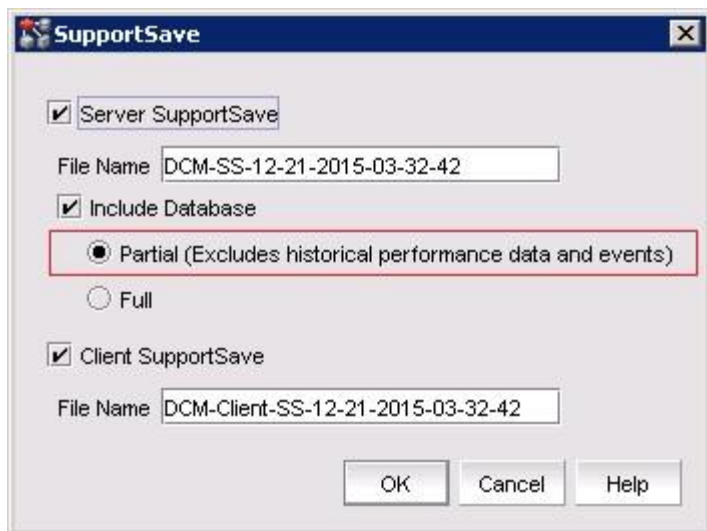 SupportSave
Server SupportSave
File Name DCM-SS-12-21-2015-03-32-42
Include Database
Partial (Excludes historical performance data and events)
Full
Client SupportSave
File Name DCM-Client-SS-12-21-2015-03-32-42
OK Cancel Help